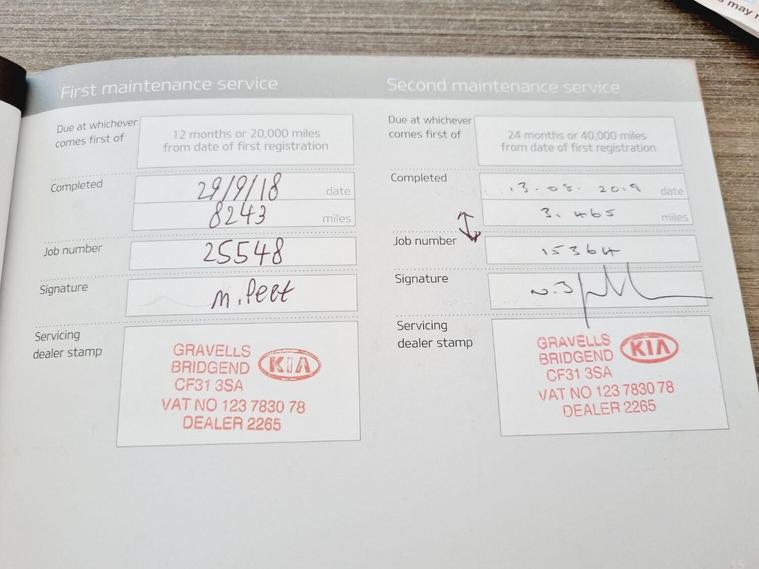 s may r
First maintenance service
Due at whichever
comes first of
12 months or 20,000 miles
from date of first registration
Completed
29/9/18 date
8243 miles
Job number
25548
Signature
M. Peet
Servicing
dealer stamp
GRAVELLS
BRIDGEND
CF31 3SA
KIA
VAT NO 123 7830 78
DEALER 2265
Second maintenance service
Due at whichever
comes first of
24 months or 40,000 miles
from date of first registration
Completed
13.08.2019 date
3.465 miles
Job number
15364
Signature
Servicing
dealer stamp
GRAVELLS
BRIDGEND
CF31 3SA
KIA
VAT NO 123 7830 78
DEALER 2265